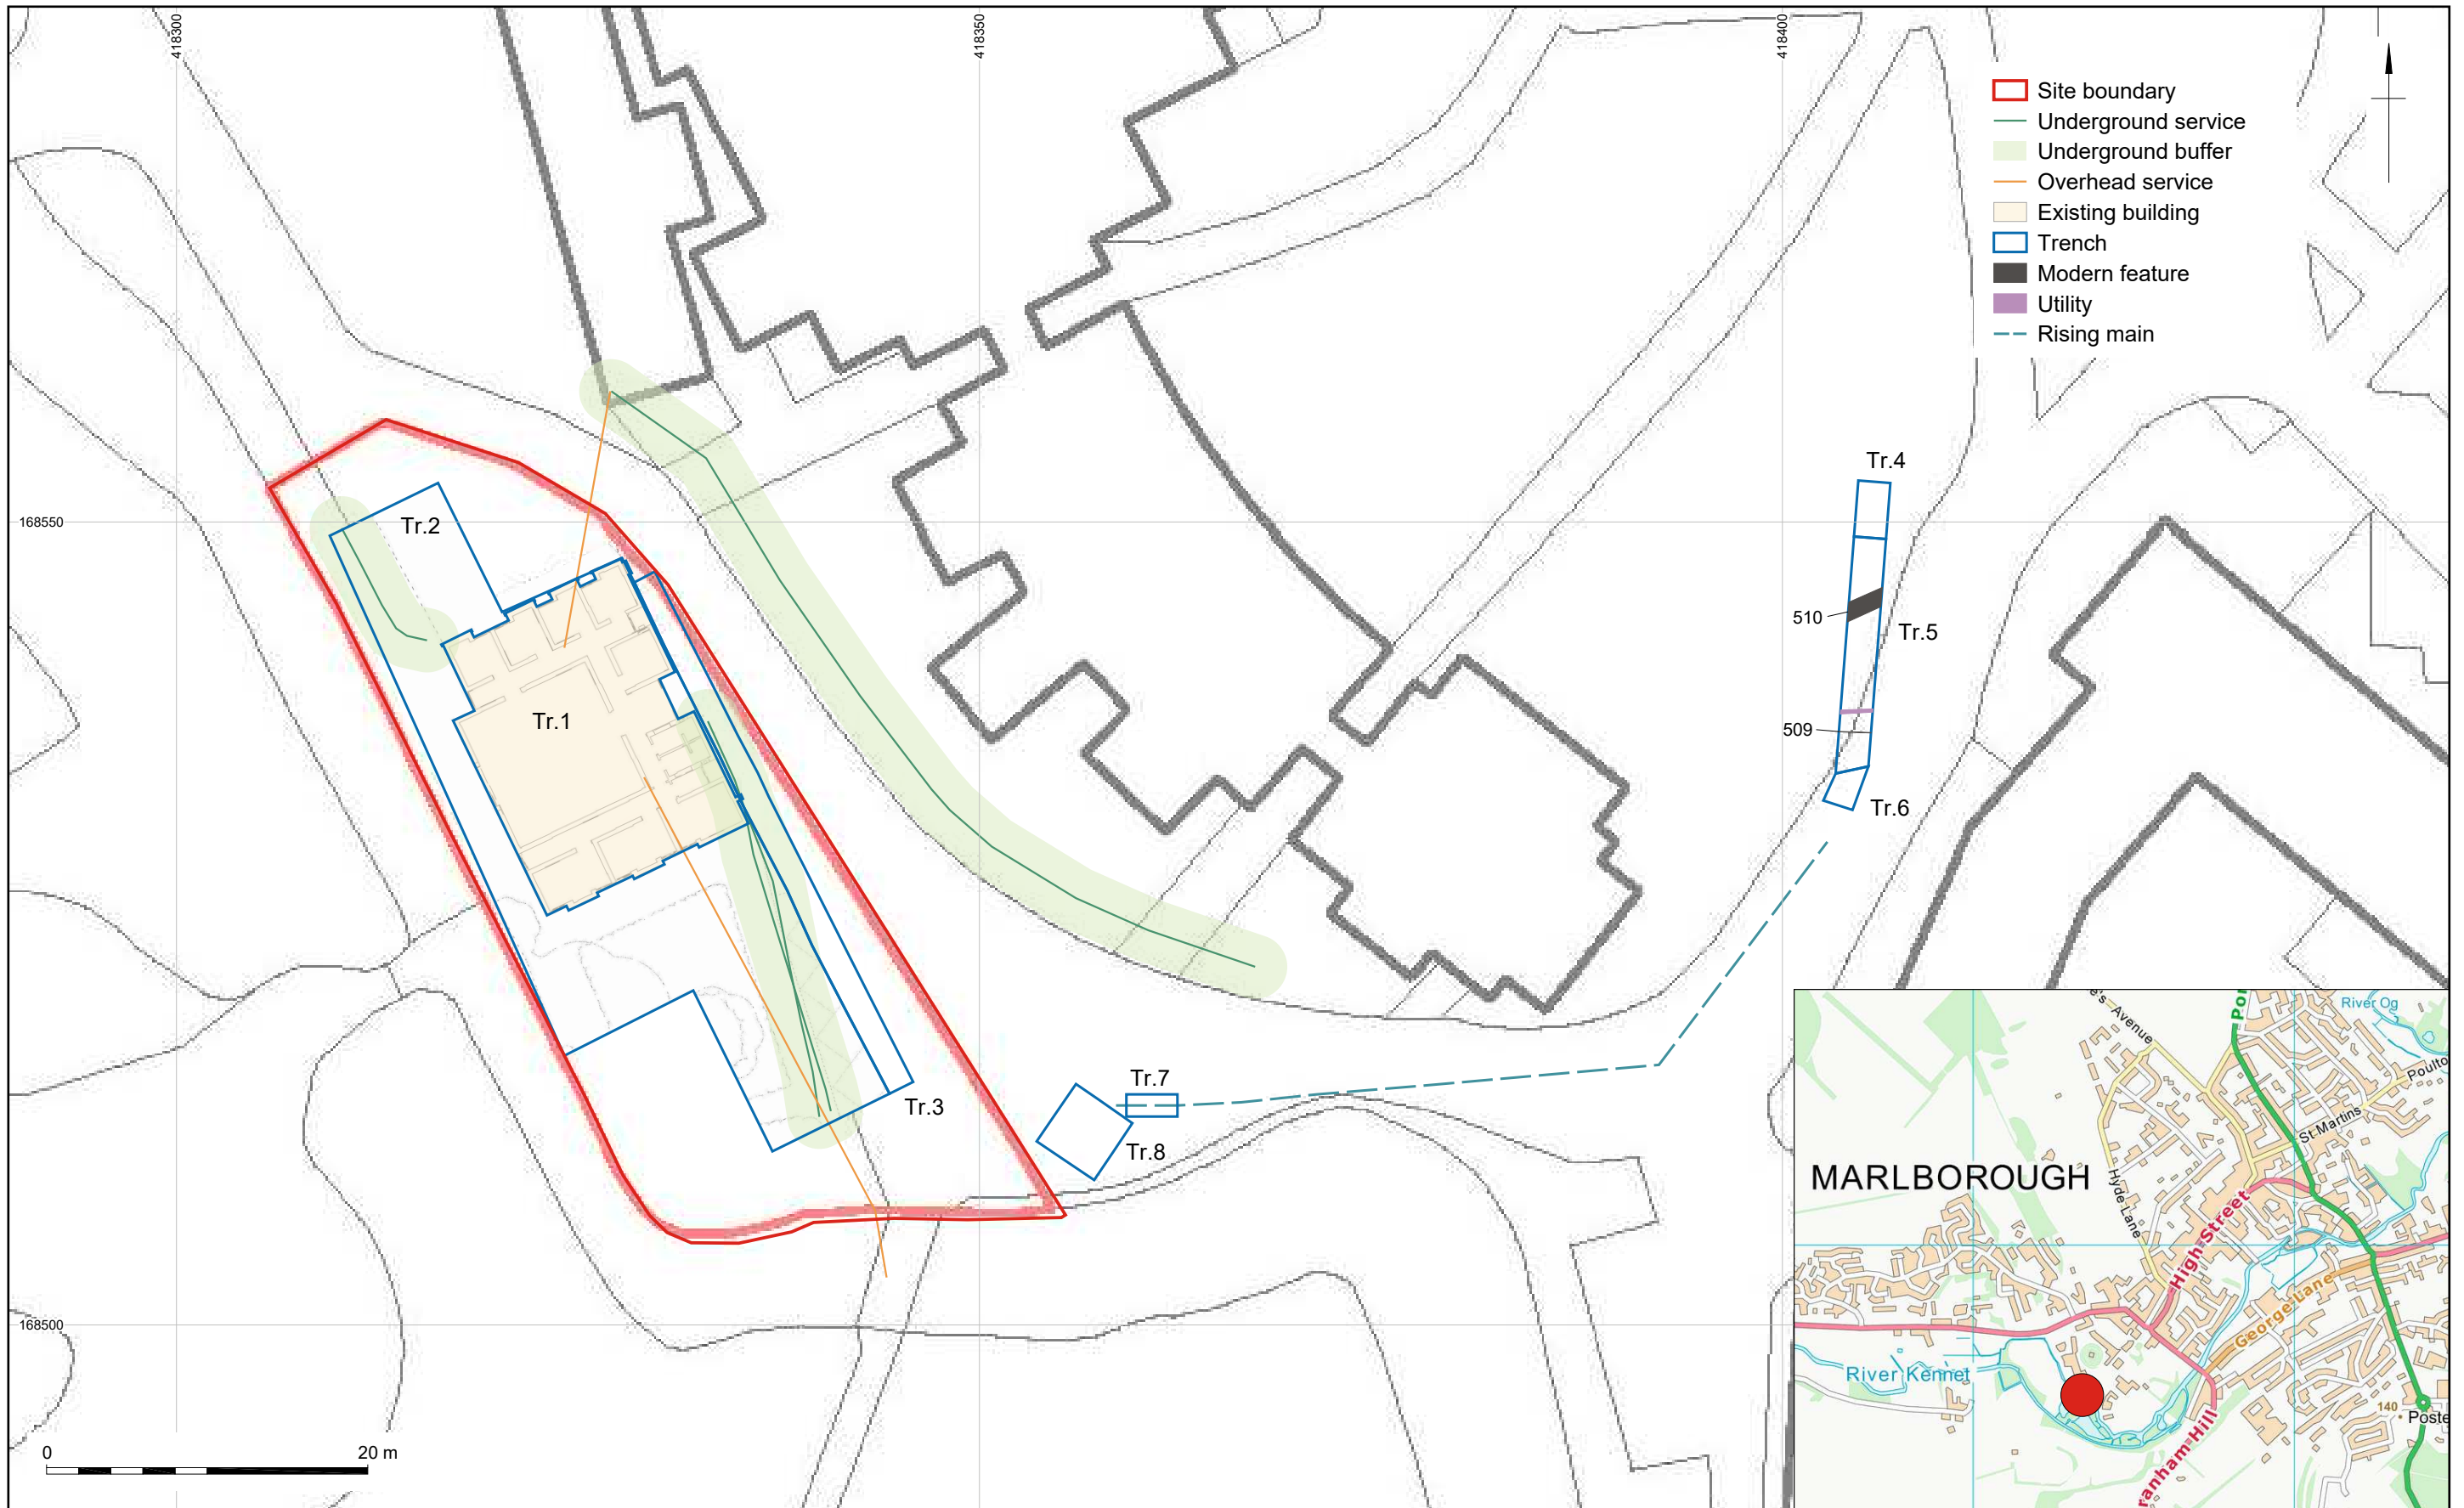 418300
418350
418400
Site boundary
Underground service
Underground buffer
Overhead service
Existing building
Trench
Modern feature
Utility
Rising main
168550
Tr.2
Tr.1
Tr.3
Tr.4
510
Tr.5
509
Tr.6
Tr.7
Tr.8
168500
0 20 m
River Og
Avenue
Poulto
St Martins
MARLBOROUGH
Hyde Lane
High Street
George Lane
River Kennet
140
Poste
ranham Hill